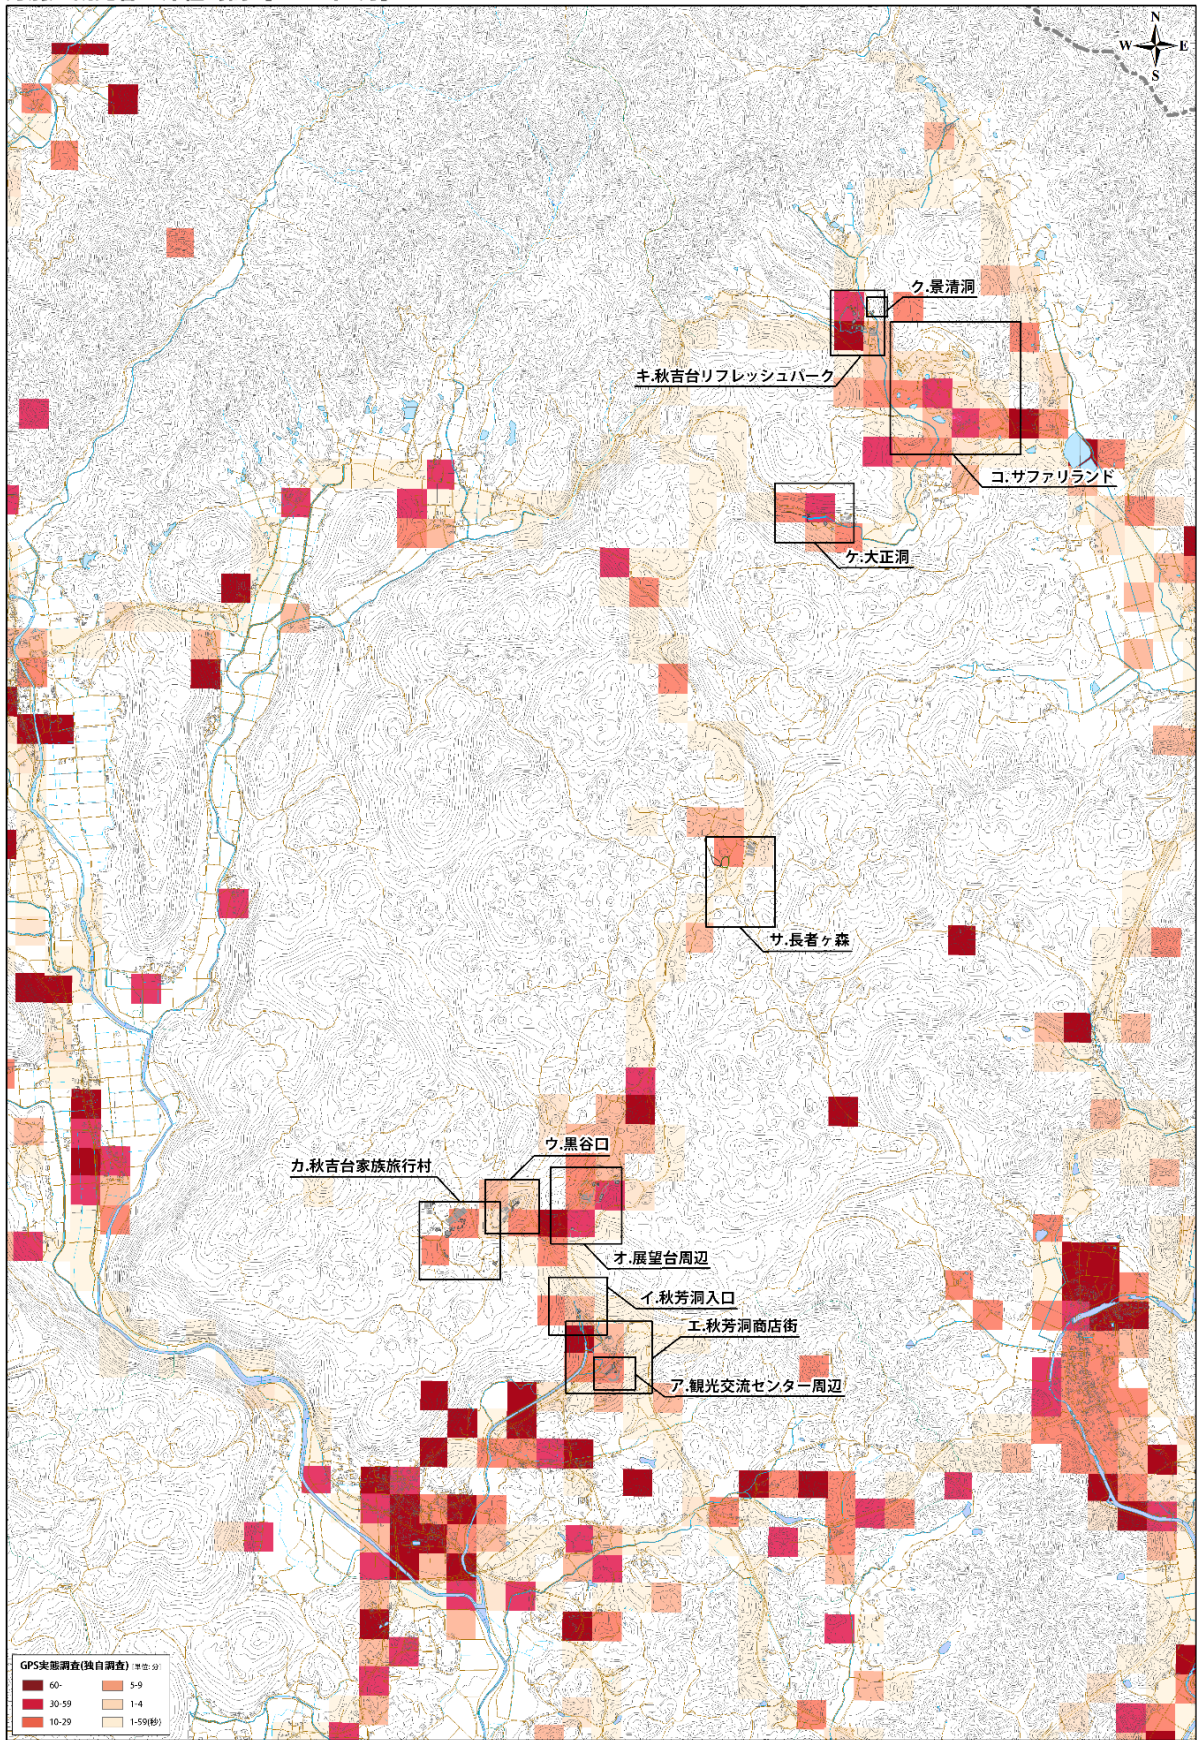 N
W E
S
ク.景清洞
キ.秋吉台リフレッシュパーク
コ.サファリランド
ケ.大正洞
サ.長者ヶ森
ウ.黒谷口
カ.秋吉台家族旅行村
オ.展望台周辺
イ.秋芳洞入口
エ.秋芳洞商店街
ア.観光交流センター周辺
GPS実態調査(独自調査) [単位:分]
60- 5-9
30-59 1-4
10-29 1-59(秒)